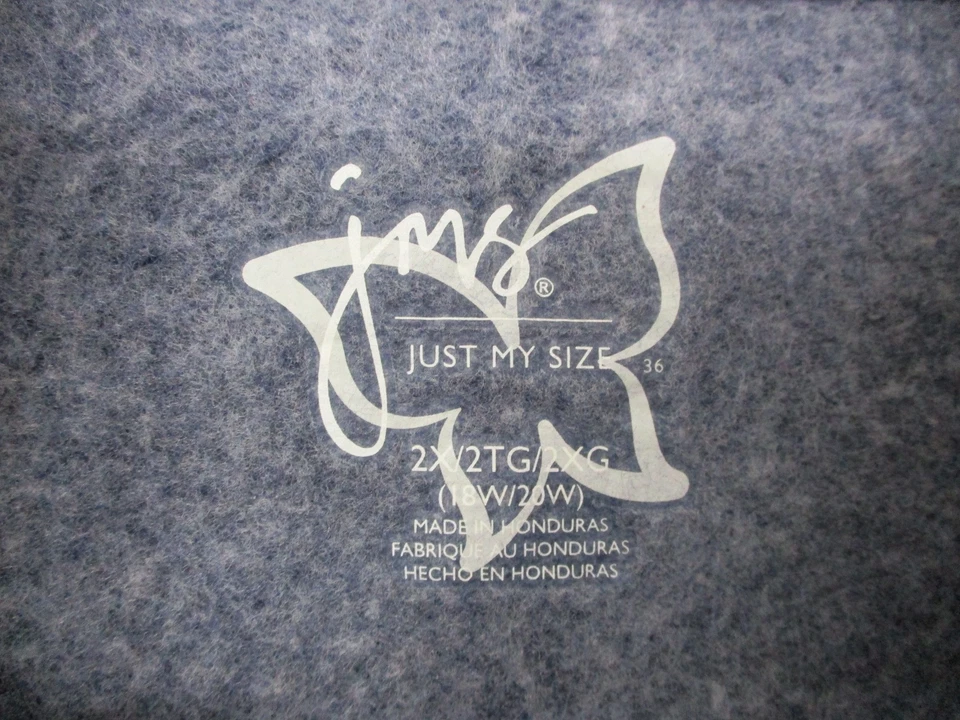 jms®
JUST MY SIZE
36
2X/2TG/2XG
(18W/20W)
MADE IN HONDURAS
FABRIQUE AU HONDURAS
HECHO EN HONDURAS